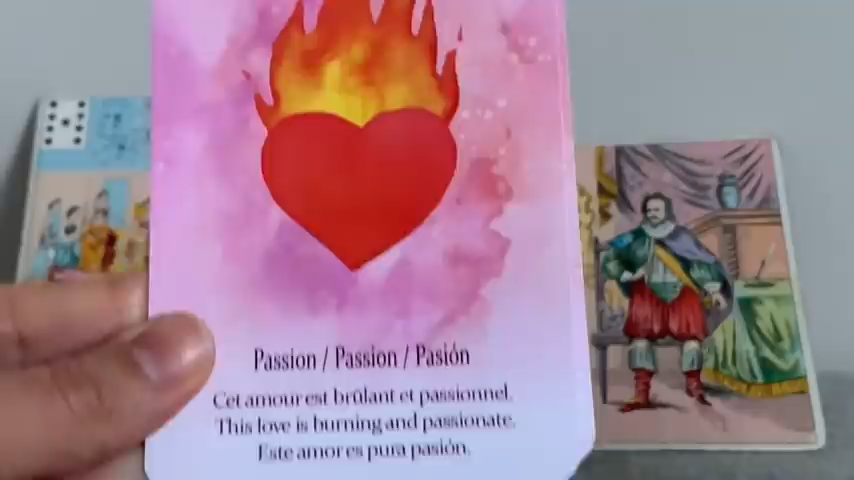 Passion / Passion / Pasión
Cet amour est brûlant et passionnel.
This love is burning and passionate.
Este amor es pura pasión.